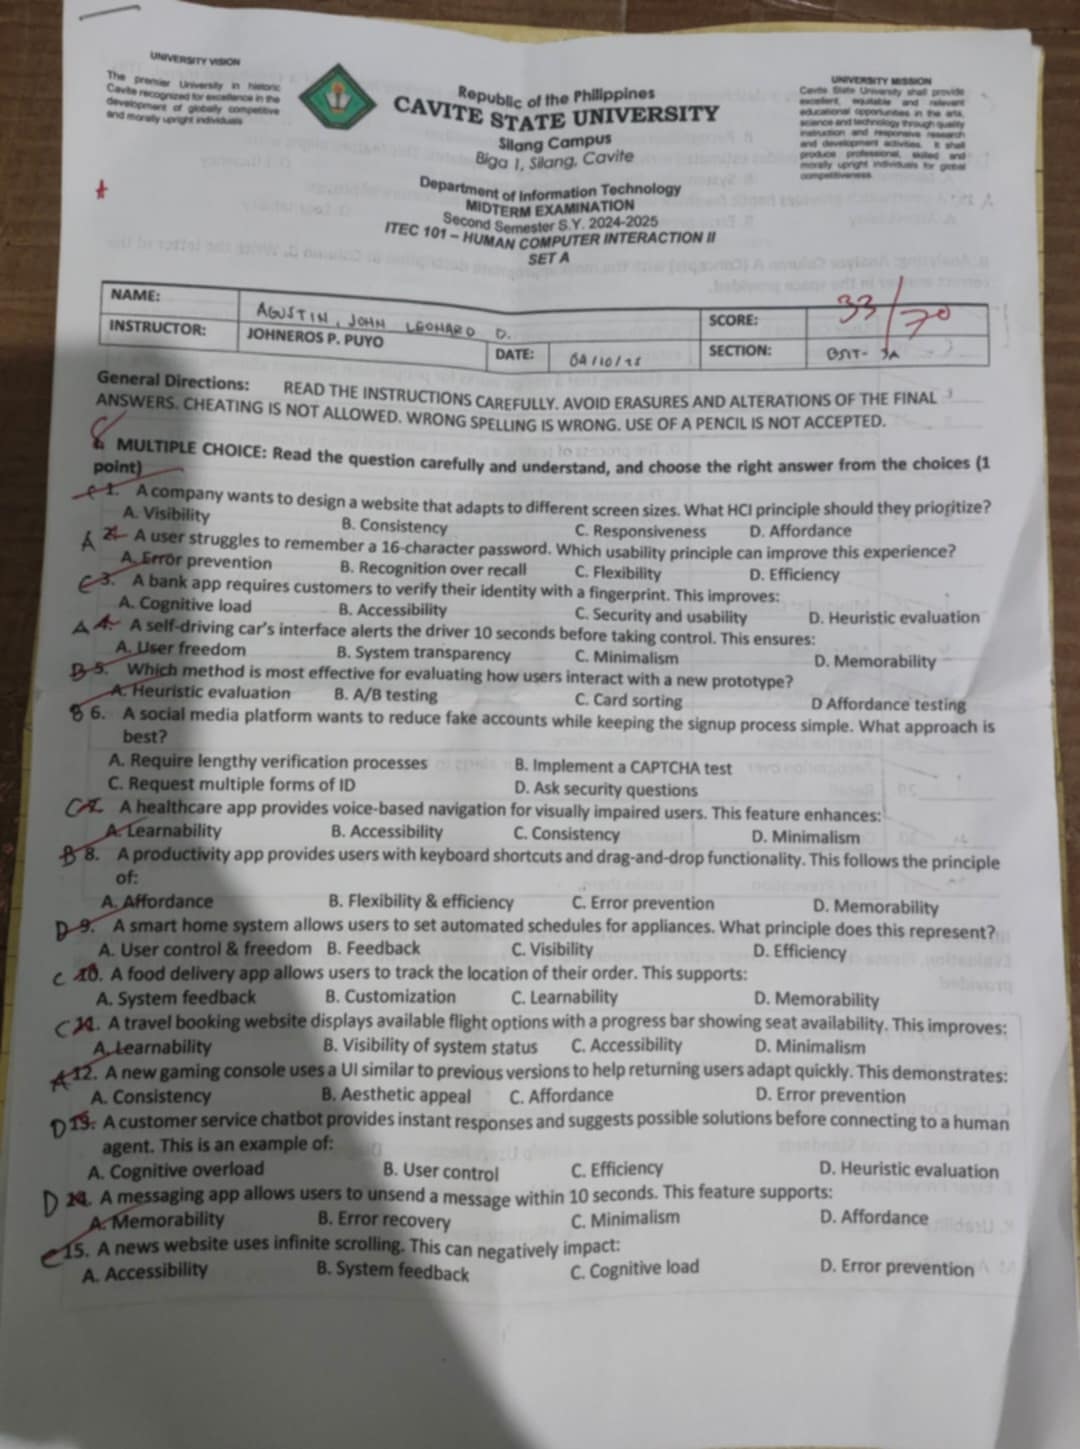 UNIVERSITY VISION
The premier University in historic
Cavite recognized for excellence in the
development of globally competitive
and morally upright individuals
Republic of the Philippines
CAVITE STATE UNIVERSITY
Silang Campus
Biga 1, Silang, Cavite
UNIVERSITY MISSION
Cavite State University shall provide
excellent, equitable and relevant
educational opportunities in the arts,
science and technology through quality
instruction and responsive research
and development activities. It shall
produce professional, skilled and
morally upright individuals for global
competitiveness
Department of Information Technology
MIDTERM EXAMINATION
Second Semester S.Y. 2024-2025
ITEC 101 – HUMAN COMPUTER INTERACTION II
SET A
NAME: AGUSTIN, JOHN LEONARD D. SCORE: 33/70
INSTRUCTOR: JOHNEROS P. PUYO DATE: 04/10/25 SECTION: BSIT- 3A
General Directions: READ THE INSTRUCTIONS CAREFULLY. AVOID ERASURES AND ALTERATIONS OF THE FINAL
ANSWERS. CHEATING IS NOT ALLOWED. WRONG SPELLING IS WRONG. USE OF A PENCIL IS NOT ACCEPTED.
8
I. MULTIPLE CHOICE: Read the question carefully and understand, and choose the right answer from the choices (1
point)
C 1. A company wants to design a website that adapts to different screen sizes. What HCI principle should they prioritize?
A. Visibility B. Consistency C. Responsiveness D. Affordance
A 2. A user struggles to remember a 16-character password. Which usability principle can improve this experience?
A. Error prevention B. Recognition over recall C. Flexibility D. Efficiency
C 3. A bank app requires customers to verify their identity with a fingerprint. This improves:
A. Cognitive load B. Accessibility C. Security and usability D. Heuristic evaluation
A 4. A self-driving car's interface alerts the driver 10 seconds before taking control. This ensures:
A. User freedom B. System transparency C. Minimalism D. Memorability
B 5. Which method is most effective for evaluating how users interact with a new prototype?
A. Heuristic evaluation B. A/B testing C. Card sorting D Affordance testing
B 6. A social media platform wants to reduce fake accounts while keeping the signup process simple. What approach is
best?
A. Require lengthy verification processes B. Implement a CAPTCHA test
C. Request multiple forms of ID D. Ask security questions
C 7. A healthcare app provides voice-based navigation for visually impaired users. This feature enhances:
A. Learnability B. Accessibility C. Consistency D. Minimalism
B 8. A productivity app provides users with keyboard shortcuts and drag-and-drop functionality. This follows the principle
of:
A. Affordance B. Flexibility & efficiency C. Error prevention D. Memorability
D 9. A smart home system allows users to set automated schedules for appliances. What principle does this represent?
A. User control & freedom B. Feedback C. Visibility D. Efficiency
C 10. A food delivery app allows users to track the location of their order. This supports:
A. System feedback B. Customization C. Learnability D. Memorability
C 11. A travel booking website displays available flight options with a progress bar showing seat availability. This improves:
A. Learnability B. Visibility of system status C. Accessibility D. Minimalism
A 12. A new gaming console uses a UI similar to previous versions to help returning users adapt quickly. This demonstrates:
A. Consistency B. Aesthetic appeal C. Affordance D. Error prevention
D 13. A customer service chatbot provides instant responses and suggests possible solutions before connecting to a human
agent. This is an example of:
A. Cognitive overload B. User control C. Efficiency D. Heuristic evaluation
D 14. A messaging app allows users to unsend a message within 10 seconds. This feature supports:
A. Memorability B. Error recovery C. Minimalism D. Affordance
C 15. A news website uses infinite scrolling. This can negatively impact:
A. Accessibility B. System feedback C. Cognitive load D. Error prevention